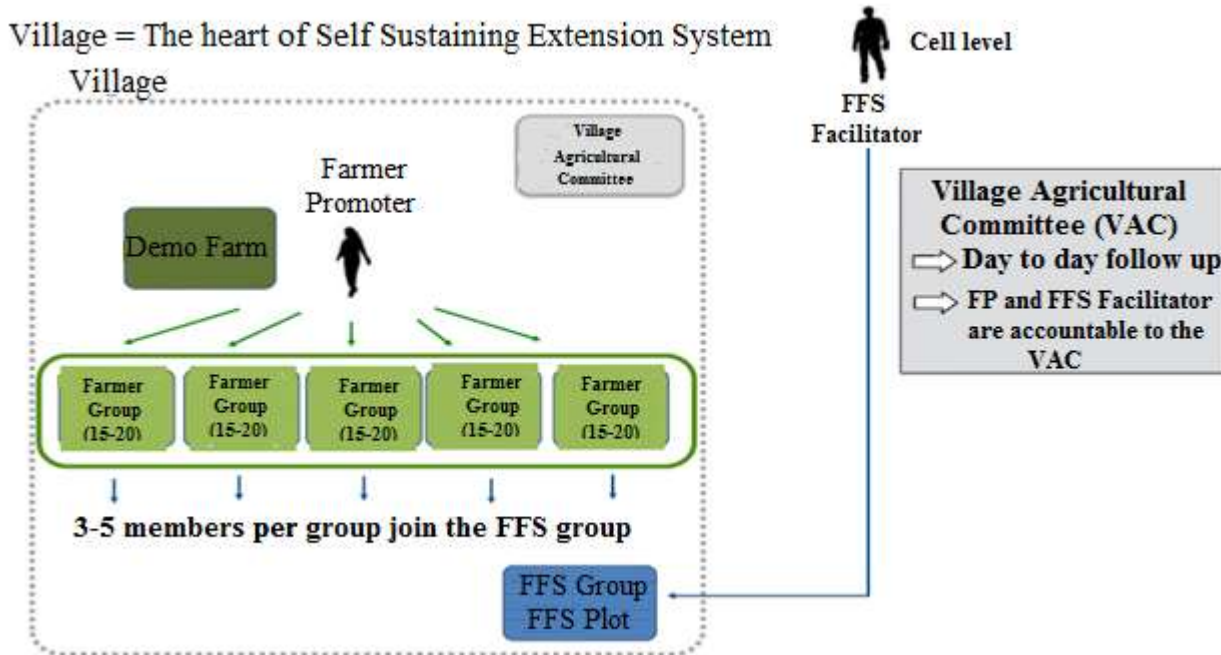 Village = The heart of Self Sustaining Extension System
Village
Cell level
FFS
Facilitator
Village
Agricultural
Committee
Farmer
Promoter
Demo Farm
Village Agricultural
Committee (VAC)
Day to day follow up
FP and FFS Facilitator
are accountable to the
VAC
Farmer
Group
(15-20)
Farmer
Group
(15-20)
Farmer
Group
(15-20)
Farmer
Group
(15-20)
Farmer
Group
(15-20)
3-5 members per group join the FFS group
FFS Group
FFS Plot